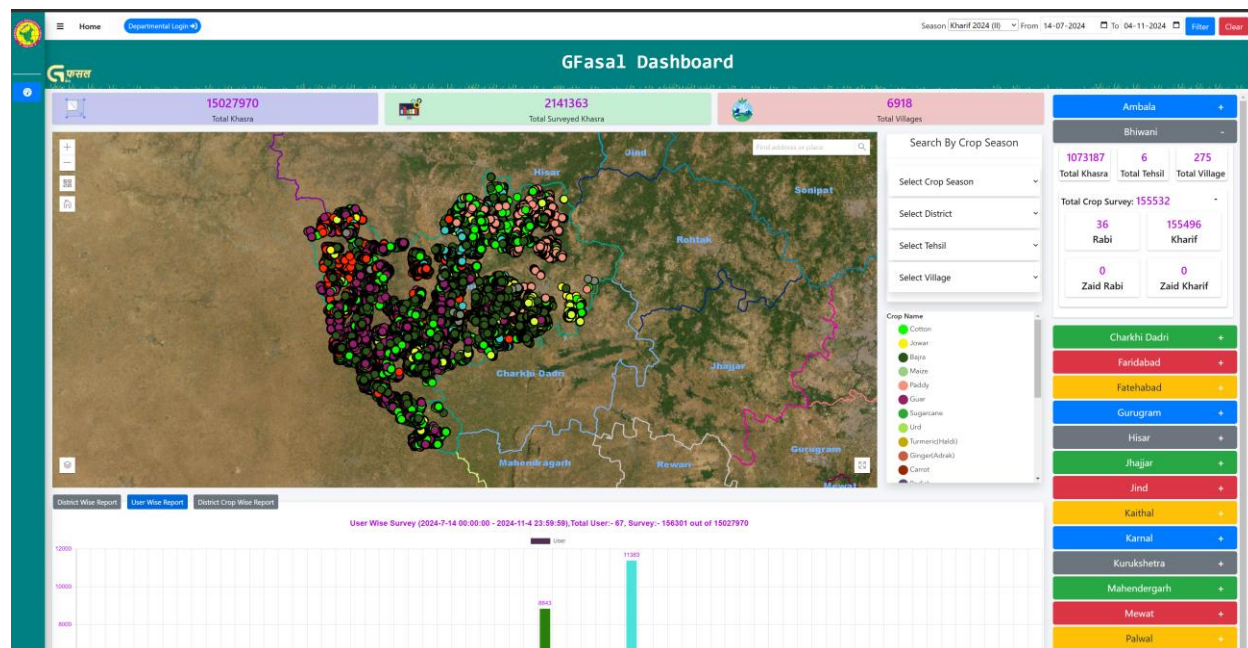 Home
Departmental Login
Season Kharif 2024 (II) From 14-07-2024 To 04-11-2024 Filter Clear
Gफसल
GFasal Dashboard
15027970
Total Khasra
2141363
Total Surveyed Khasra
6918
Total Villages
+
−
Find address or place
Jind
Hisar
Sonipat
Rohtak
Charkhi Dadri
Jhajjar
Mahendragarh
Rewari
Gurugram
Mewat
Search By Crop Season
Select Crop Season
Select District
Select Tehsil
Select Village
Crop Name
Cotton
Jowar
Bajra
Maize
Paddy
Guar
Sugarcane
Urd
Turmeric(Haldi)
Ginger(Adrak)
Carrot
Ambala +
Bhiwani -
1073187 6 275
Total Khasra Total Tehsil Total Village
Total Crop Survey: 155532 -
36 155496
Rabi Kharif
0 0
Zaid Rabi Zaid Kharif
Charkhi Dadri +
Faridabad +
Fatehabad +
Gurugram +
Hisar +
Jhajjar +
Jind +
Kaithal +
Karnal +
Kurukshetra +
Mahendergarh +
Mewat +
Palwal +
District Wise Report User Wise Report District Crop Wise Report
User Wise Survey (2024-7-14 00:00:00 - 2024-11-4 23:59:59),Total User:- 67, Survey:- 156301 out of 15027970
User
12000
10000
8000
8843
11383